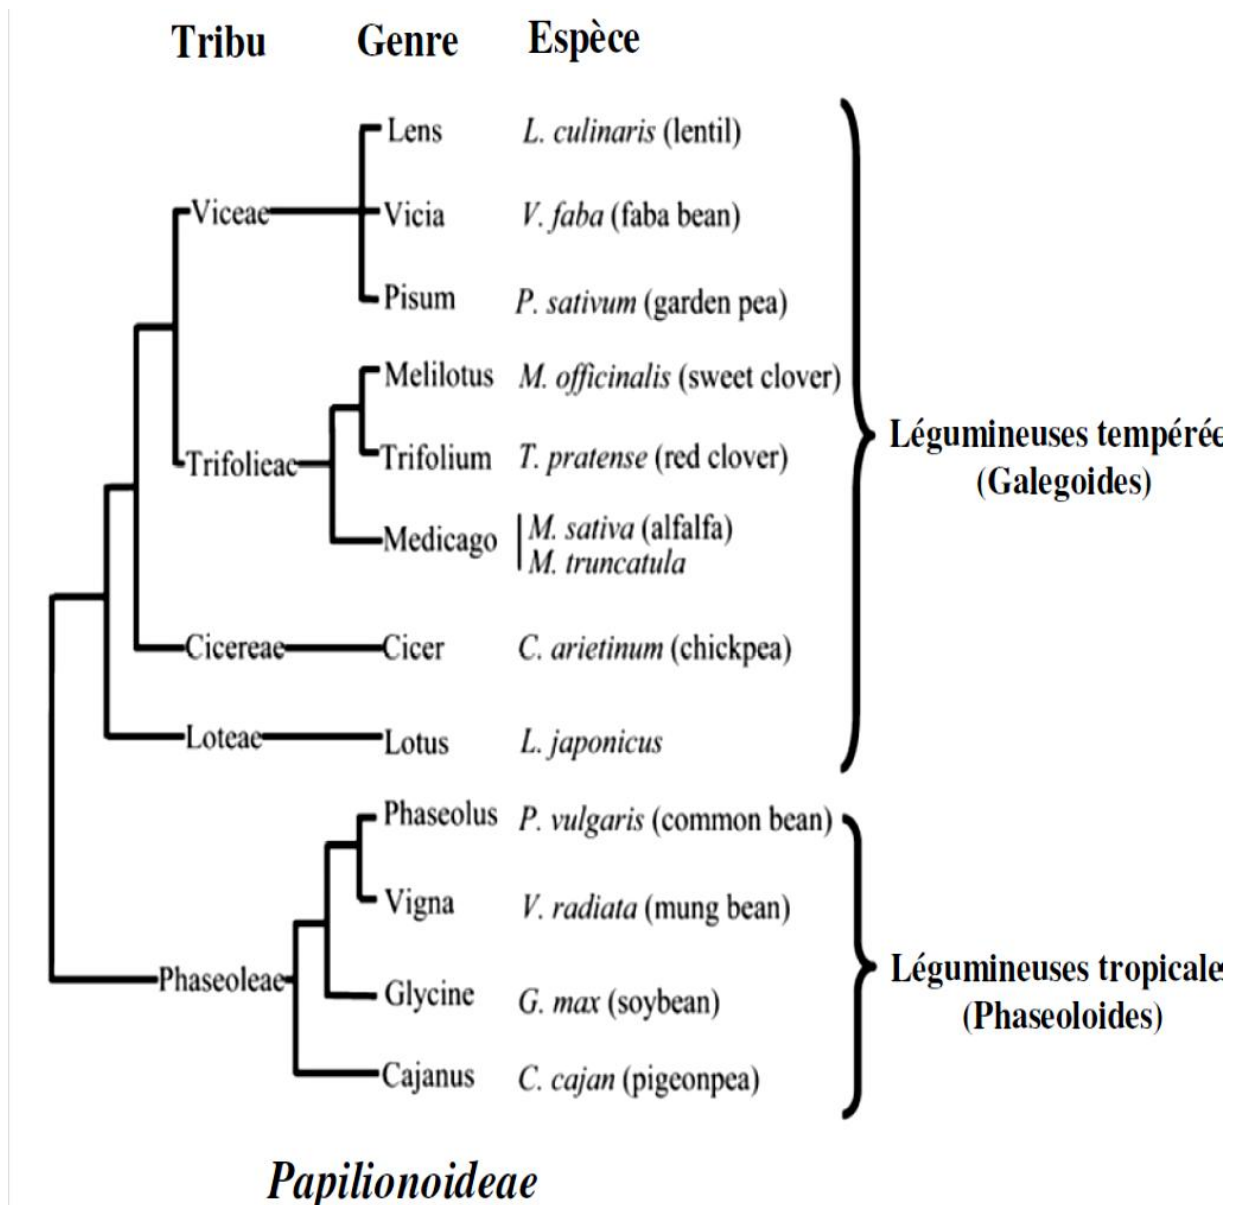 Tribu Genre Espèce
Lens L. culinaris (lentil)
Viceae Vicia V. faba (faba bean)
Pisum P. sativum (garden pea)
Melilotus M. officinalis (sweet clover)
Légumineuses tempérée
(Galegoides)
Trifolieae Trifolium T. pratense (red clover)
Medicago M. sativa (alfalfa)
M. truncatula
Cicereae Cicer C. arietinum (chickpea)
Loteae Lotus L. japonicus
Phaseolus P. vulgaris (common bean)
Vigna V. radiata (mung bean)
Légumineuses tropicale
(Phaseoloides)
Phaseoleae Glycine G. max (soybean)
Cajanus C. cajan (pigeonpea)
Papilionoideae